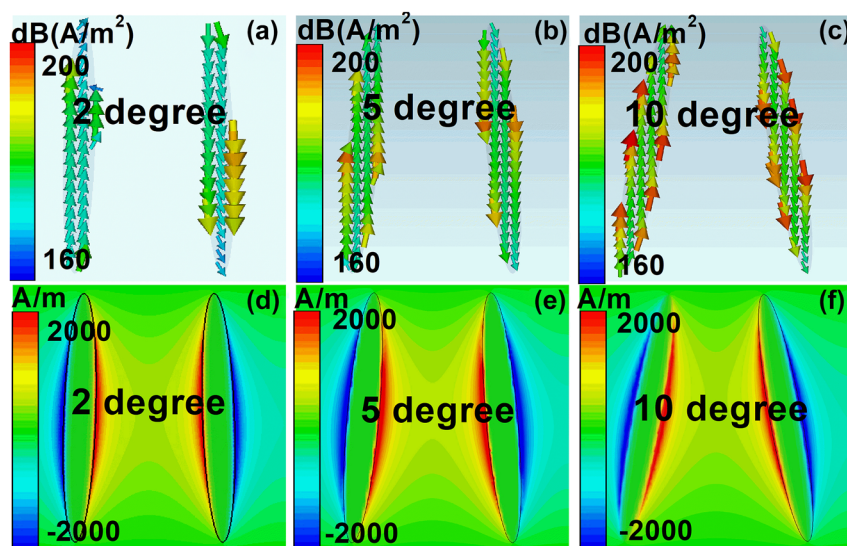 dB(A/m²) (a)
200
2 degree
160
dB(A/m²) (b)
200
5 degree
160
dB(A/m²) (c)
200
10 degree
160
A/m (d)
2000
2 degree
-2000
A/m (e)
2000
5 degree
-2000
A/m (f)
2000
10 degree
-2000